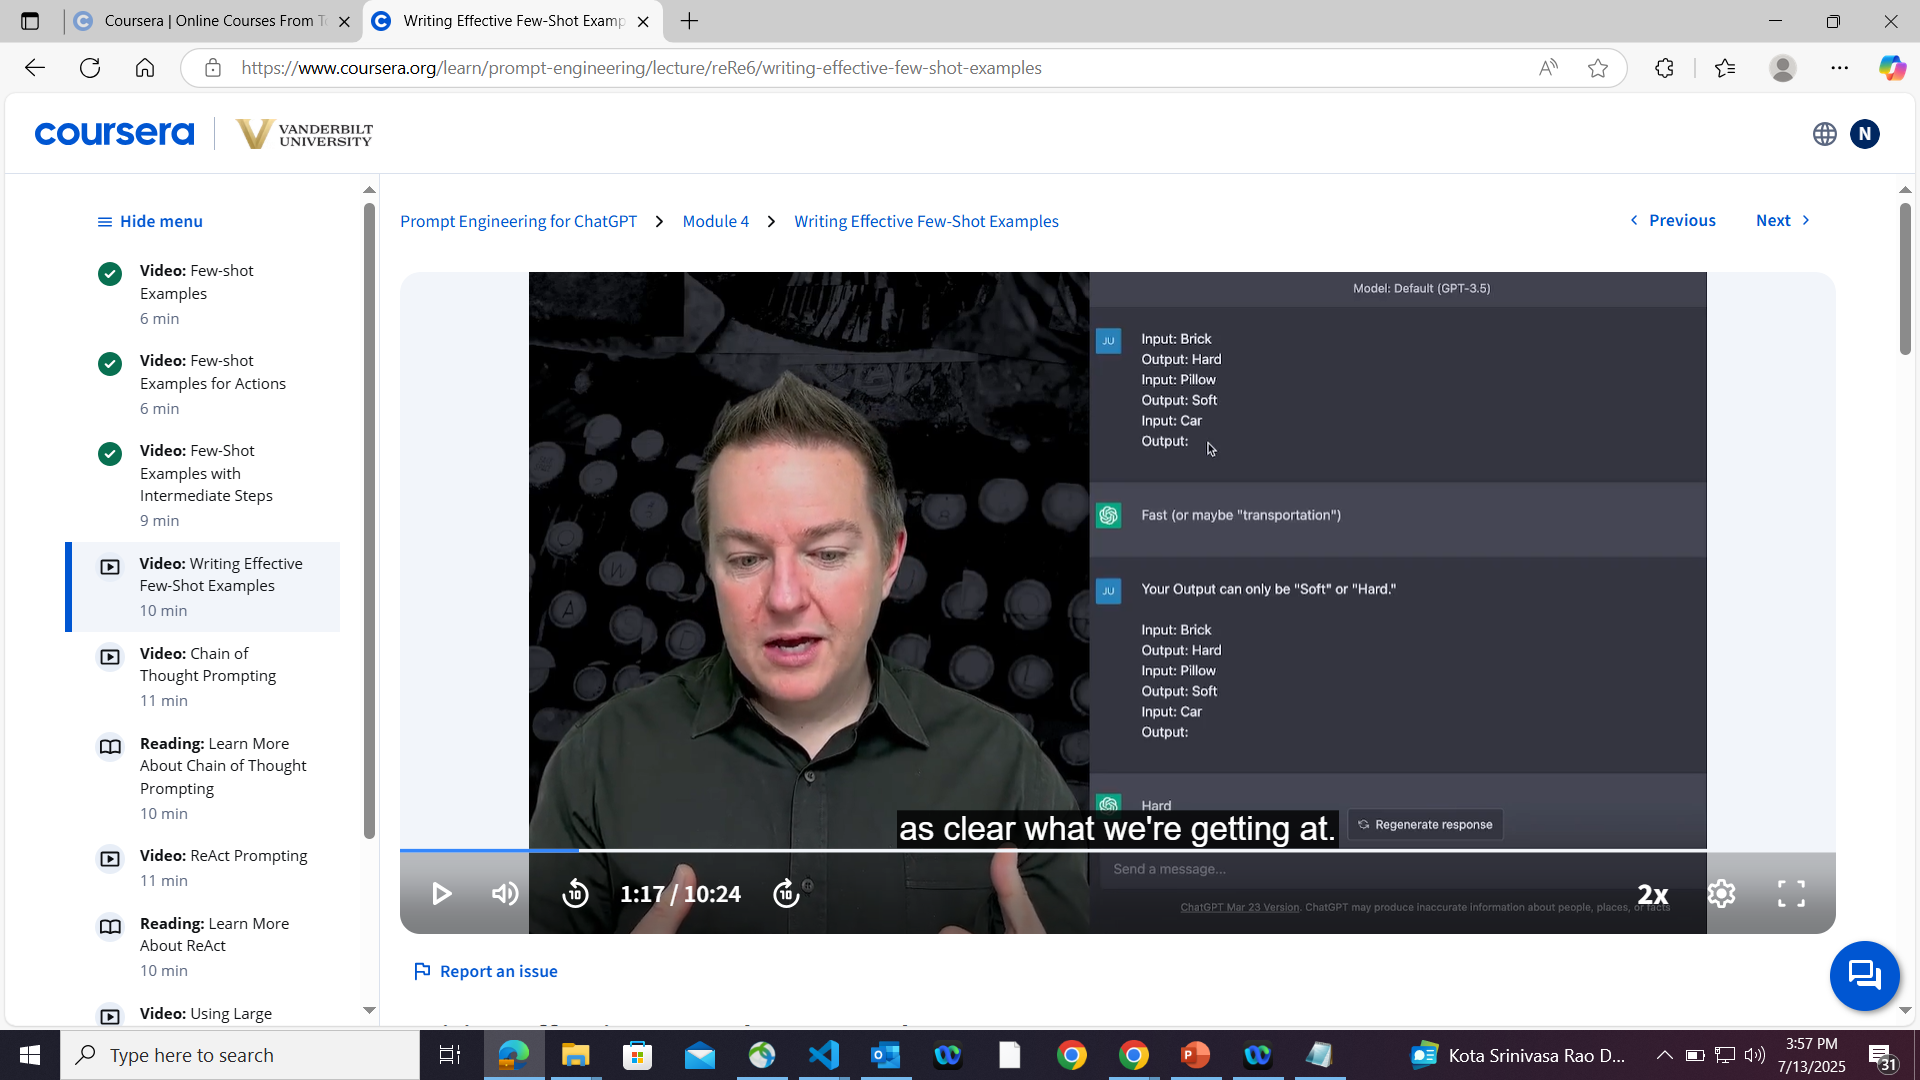 Coursera | Online Courses From To
Writing Effective Few-Shot Examp
https://www.coursera.org/learn/prompt-engineering/lecture/reRe6/writing-effective-few-shot-examples
coursera
VANDERBILT
UNIVERSITY
N
Hide menu
Video: Few-shot
Examples
6 min
Video: Few-shot
Examples for Actions
6 min
Video: Few-Shot
Examples with
Intermediate Steps
9 min
Video: Writing Effective
Few-Shot Examples
10 min
Video: Chain of
Thought Prompting
11 min
Reading: Learn More
About Chain of Thought
Prompting
10 min
Video: ReAct Prompting
11 min
Reading: Learn More
About ReAct
10 min
Video: Using Large
Prompt Engineering for ChatGPT
Module 4
Writing Effective Few-Shot Examples
Previous
Next
Model: Default (GPT-3.5)
JU
Input: Brick
Output: Hard
Input: Pillow
Output: Soft
Input: Car
Output:
Fast (or maybe "transportation")
JU
Your Output can only be "Soft" or "Hard."
Input: Brick
Output: Hard
Input: Pillow
Output: Soft
Input: Car
Output:
Hard
as clear what we're getting at.
Regenerate response
Send a message...
10
1:17 / 10:24
10
2x
ChatGPT Mar 23 Version. ChatGPT may produce inaccurate information about people, places, or facts
Report an issue
Type here to search
Kota Srinivasa Rao D...
3:57 PM
7/13/2025
31